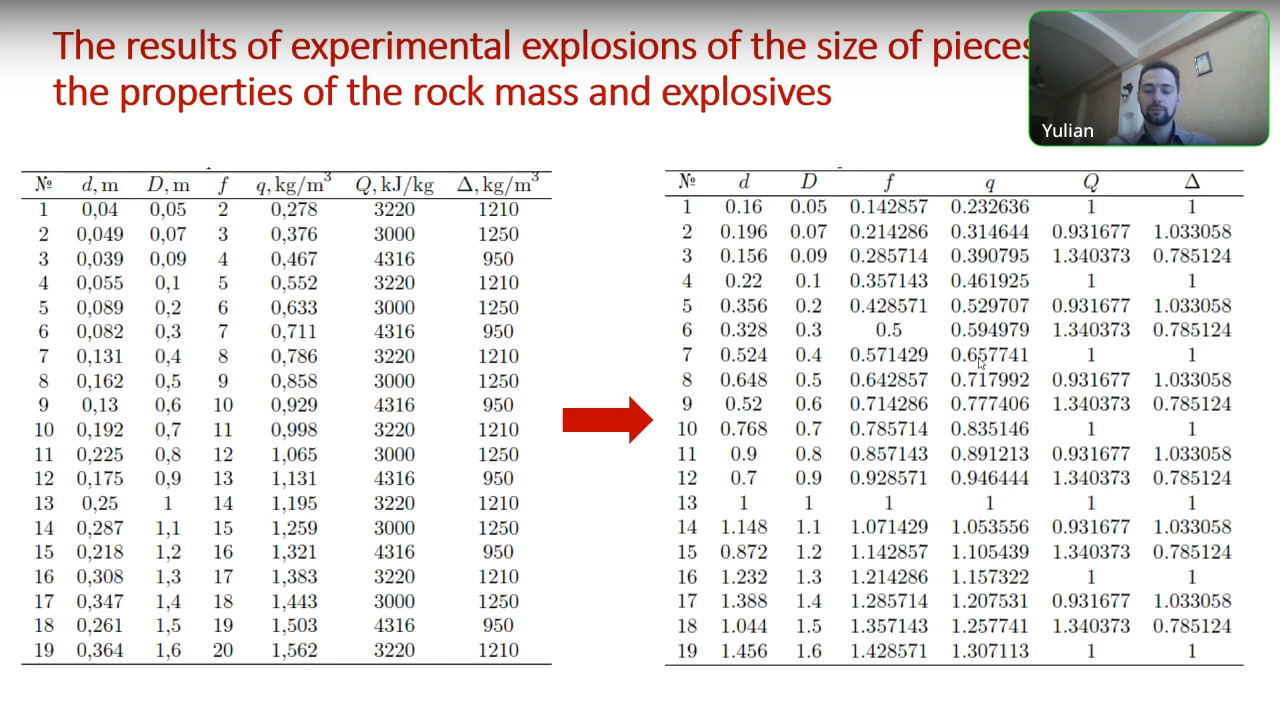 The results of experimental explosions of the size of pieces
the properties of the rock mass and explosives
Yulian
№ d, m D, m f q, kg/m³ Q, kJ/kg Δ, kg/m³
1 0,04 0,05 2 0,278 3220 1210
2 0,049 0,07 3 0,376 3000 1250
3 0,039 0,09 4 0,467 4316 950
4 0,055 0,1 5 0,552 3220 1210
5 0,089 0,2 6 0,633 3000 1250
6 0,082 0,3 7 0,711 4316 950
7 0,131 0,4 8 0,786 3220 1210
8 0,162 0,5 9 0,858 3000 1250
9 0,13 0,6 10 0,929 4316 950
10 0,192 0,7 11 0,998 3220 1210
11 0,225 0,8 12 1,065 3000 1250
12 0,175 0,9 13 1,131 4316 950
13 0,25 1 14 1,195 3220 1210
14 0,287 1,1 15 1,259 3000 1250
15 0,218 1,2 16 1,321 4316 950
16 0,308 1,3 17 1,383 3220 1210
17 0,347 1,4 18 1,443 3000 1250
18 0,261 1,5 19 1,503 4316 950
19 0,364 1,6 20 1,562 3220 1210
№ d D f q Q Δ
1 0.16 0.05 0.142857 0.232636 1 1
2 0.196 0.07 0.214286 0.314644 0.931677 1.033058
3 0.156 0.09 0.285714 0.390795 1.340373 0.785124
4 0.22 0.1 0.357143 0.461925 1 1
5 0.356 0.2 0.428571 0.529707 0.931677 1.033058
6 0.328 0.3 0.5 0.594979 1.340373 0.785124
7 0.524 0.4 0.571429 0.657741 1 1
8 0.648 0.5 0.642857 0.717992 0.931677 1.033058
9 0.52 0.6 0.714286 0.777406 1.340373 0.785124
10 0.768 0.7 0.785714 0.835146 1 1
11 0.9 0.8 0.857143 0.891213 0.931677 1.033058
12 0.7 0.9 0.928571 0.946444 1.340373 0.785124
13 1 1 1 1 1 1
14 1.148 1.1 1.071429 1.053556 0.931677 1.033058
15 0.872 1.2 1.142857 1.105439 1.340373 0.785124
16 1.232 1.3 1.214286 1.157322 1 1
17 1.388 1.4 1.285714 1.207531 0.931677 1.033058
18 1.044 1.5 1.357143 1.257741 1.340373 0.785124
19 1.456 1.6 1.428571 1.307113 1 1